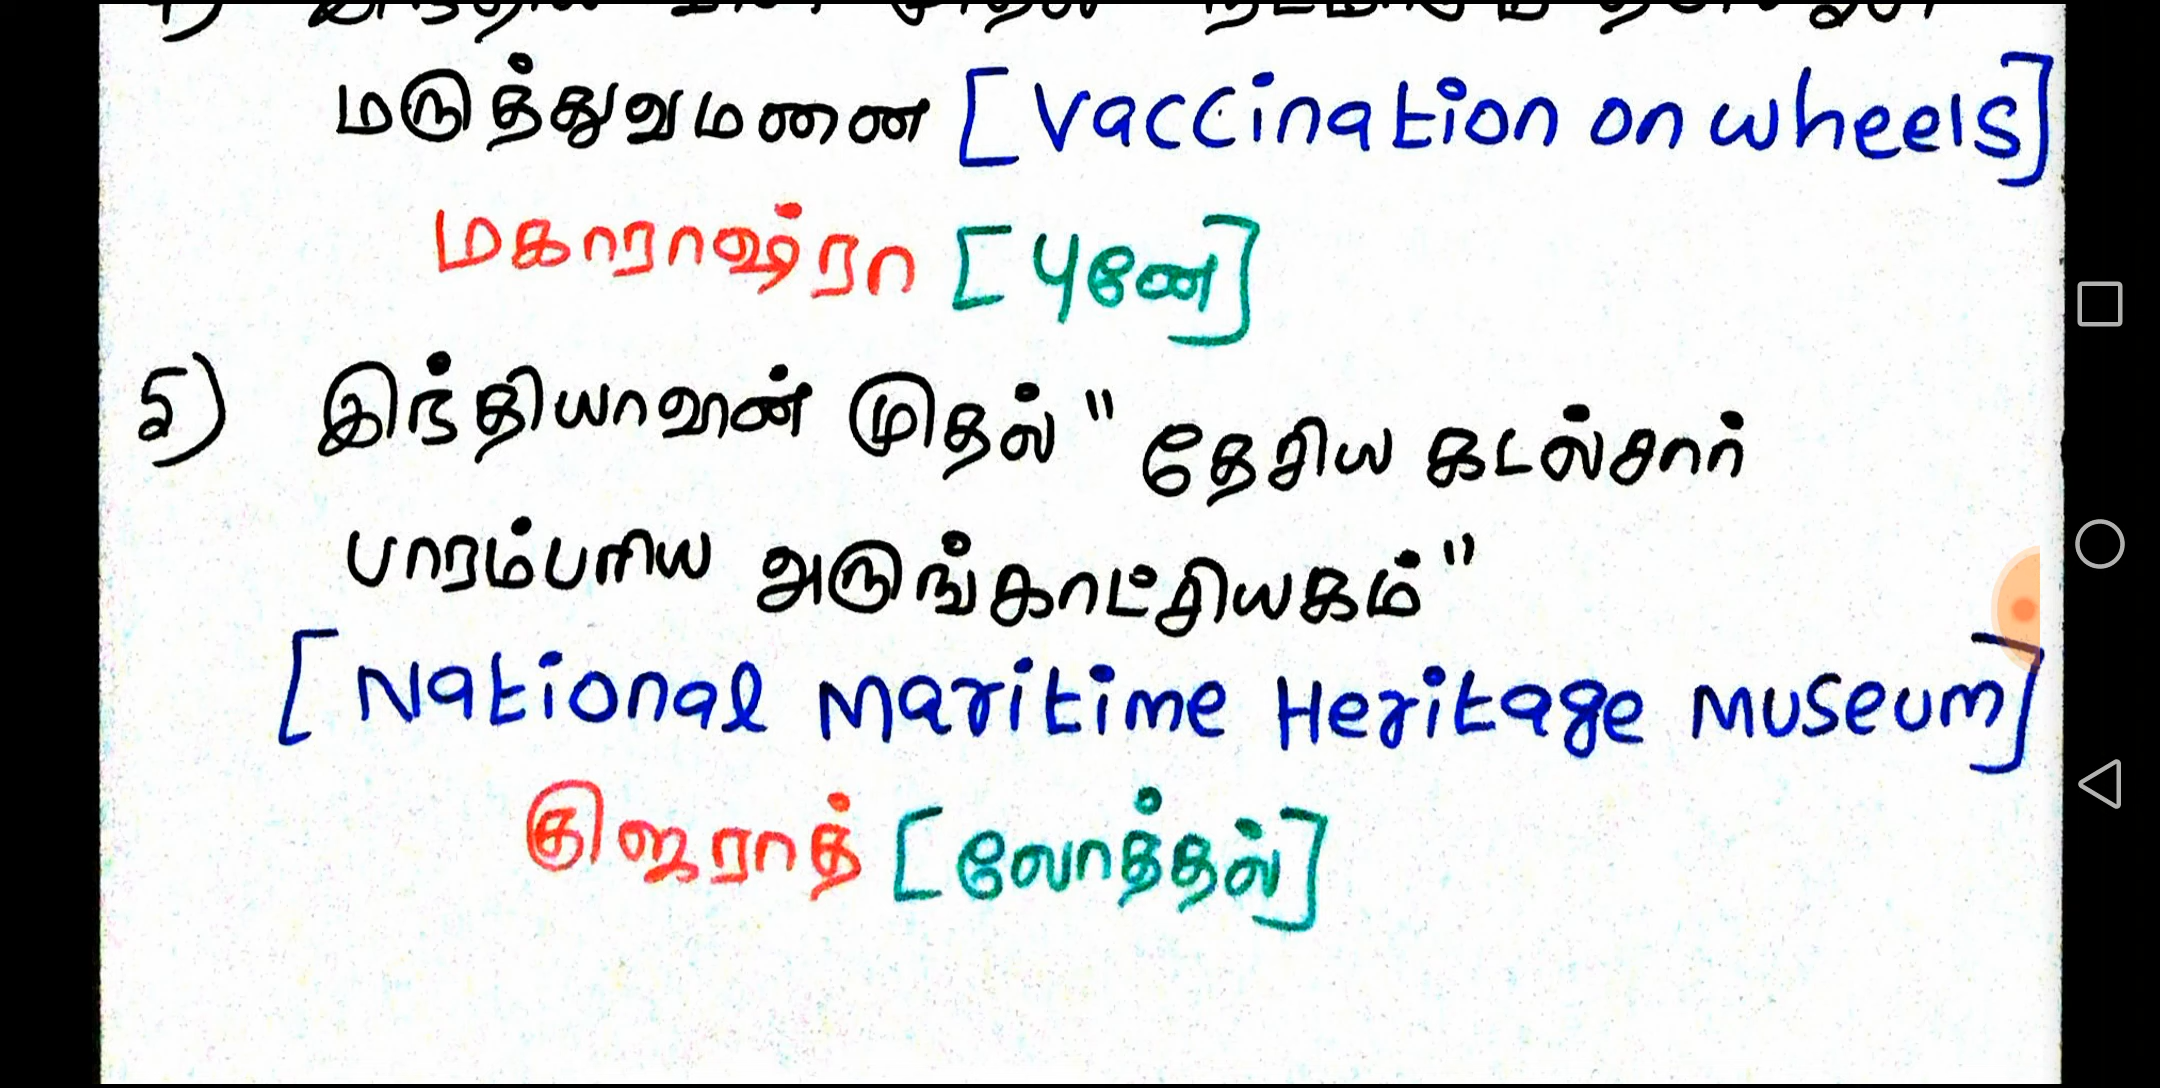 மருத்துவமனை [Vaccination on wheels]
மகாராஷ்ரா [புனே]
5) இந்தியாவின் முதல் "தேசிய கடல்சார்
பாரம்பரிய அருங்காட்சியகம்"
[National Maritime Heritage Museum]
குஜராத் [லோத்தல்]